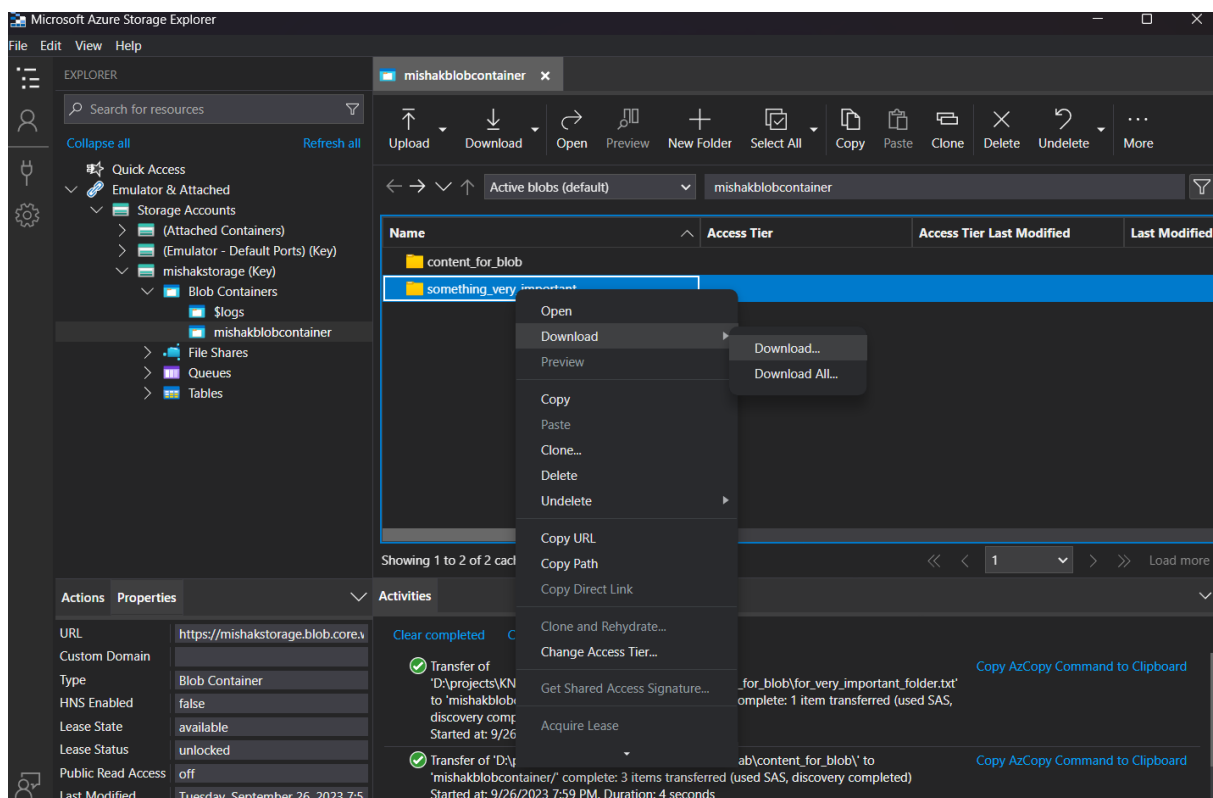 Microsoft Azure Storage Explorer
File Edit View Help
EXPLORER
Search for resources
Collapse all Refresh all
Quick Access
Emulator & Attached
Storage Accounts
(Attached Containers)
(Emulator - Default Ports) (Key)
mishakstorage (Key)
Blob Containers
$logs
mishakblobcontainer
File Shares
Queues
Tables
mishakblobcontainer
Upload Download Open Preview New Folder Select All Copy Paste Clone Delete Undelete More
Active blobs (default) mishakblobcontainer
Name Access Tier Access Tier Last Modified Last Modified
content_for_blob
something_very_important
Open
Download
Preview
Copy
Paste
Clone...
Delete
Undelete
Copy URL
Copy Path
Copy Direct Link
Clone and Rehydrate...
Change Access Tier...
Get Shared Access Signature...
Acquire Lease
Download...
Download All...
Showing 1 to 2 of 2 1 Load more
Actions Properties
URL https://mishakstorage.blob.core.
Custom Domain
Type Blob Container
HNS Enabled false
Lease State available
Lease Status unlocked
Public Read Access off
Last Modified Tuesday, September 26, 2023 7:5
Activities
Clear completed
Transfer of Copy AzCopy Command to Clipboard
'D:\projects\KN _for_blob\for_very_important_folder.txt'
to 'mishakblob complete: 1 item transferred (used SAS,
discovery comp
Started at: 9/26
Transfer of 'D:\ ab\content_for_blob\' to Copy AzCopy Command to Clipboard
'mishakblobcontainer/' complete: 3 items transferred (used SAS, discovery completed)
Started at: 9/26/2023 7:59 PM, Duration: 4 seconds